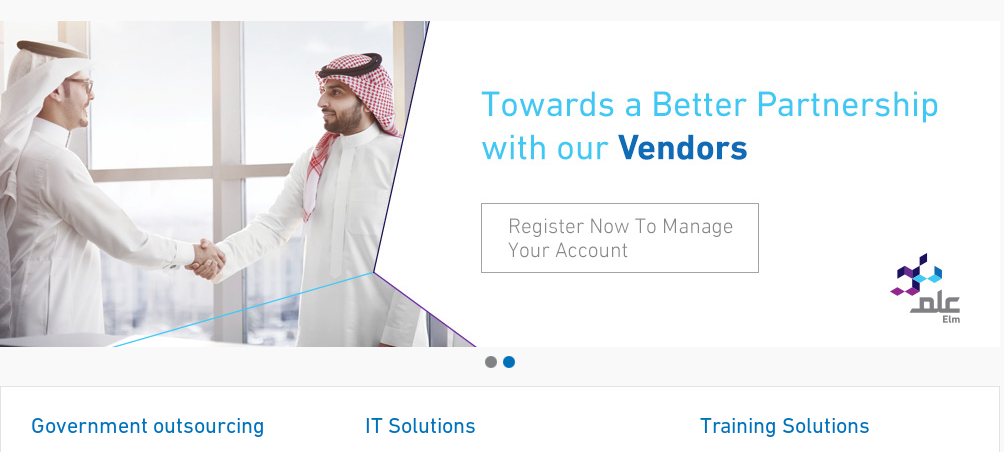 Towards a Better Partnership
with our Vendors
Register Now To Manage
Your Account
علم
Elm
Government outsourcing
IT Solutions
Training Solutions